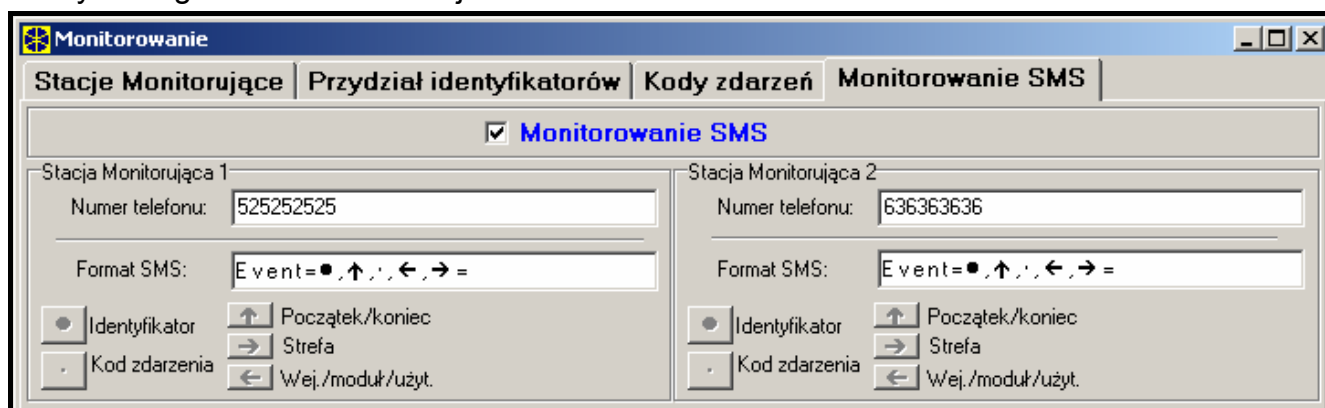 Monitorowanie
Stacje Monitorujące Przydział identyfikatorów Kody zdarzeń Monitorowanie SMS
Monitorowanie SMS
Stacja Monitorująca 1
Numer telefonu: 525252525
Format SMS: Event=●,↑,·,←,→=
Identyfikator
Początek/koniec
Strefa
Kod zdarzenia
Wej./moduł/użyt.
Stacja Monitorująca 2
Numer telefonu: 636363636
Format SMS: Event=●,↑,·,←,→=
Identyfikator
Początek/koniec
Strefa
Kod zdarzenia
Wej./moduł/użyt.